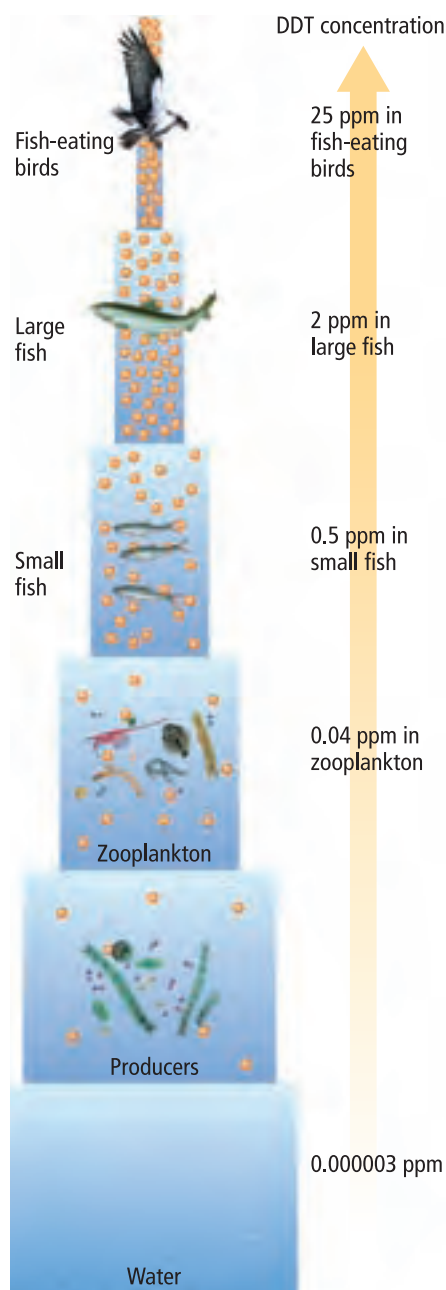 DDT concentration
Fish-eating
birds
25 ppm in
fish-eating
birds
Large
fish
2 ppm in
large fish
Small
fish
0.5 ppm in
small fish
0.04 ppm in
zooplankton
Zooplankton
Producers
0.000003 ppm
Water